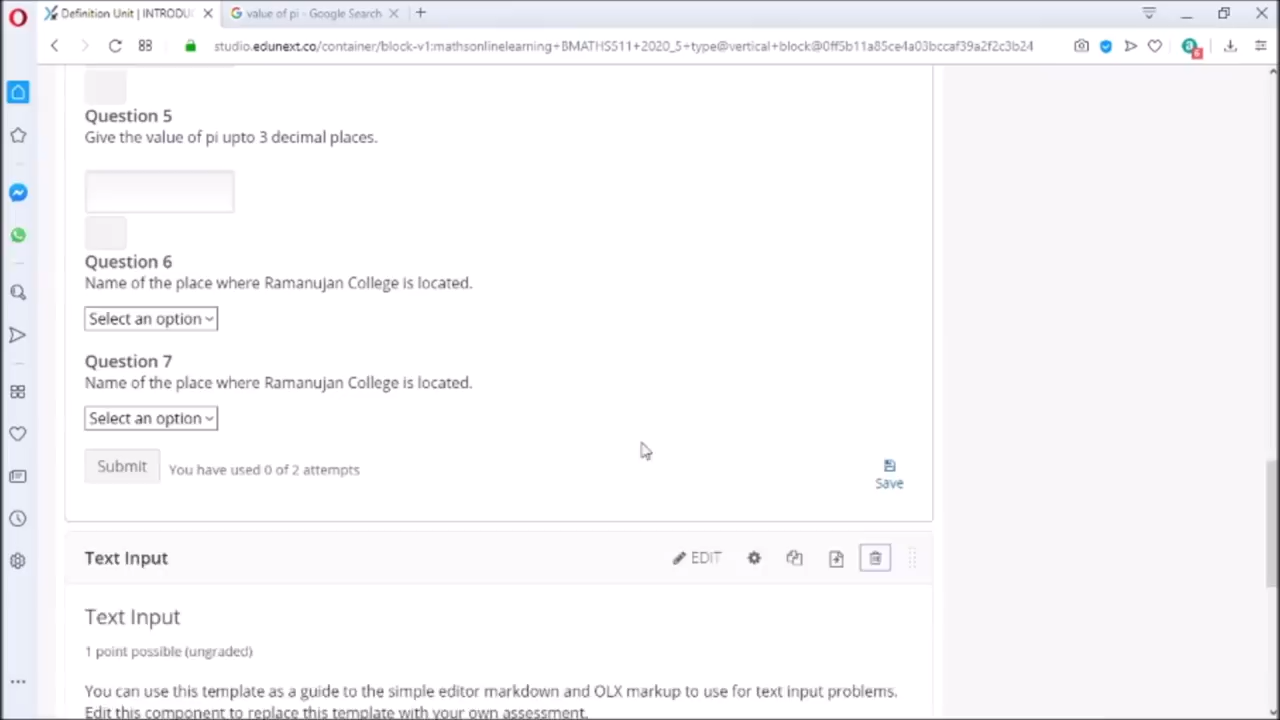 Definition Unit | INTRODU
value of pi - Google Search
studio.edunext.co/container/block-v1:mathsonlinelearning+BMATHS511+2020_5+type@vertical+block@0ff5b11a85ce4a03bccaf39a2f2c3b24
Question 5
Give the value of pi upto 3 decimal places.
Question 6
Name of the place where Ramanujan College is located.
Select an option
Question 7
Name of the place where Ramanujan College is located.
Select an option
Submit You have used 0 of 2 attempts
Save
Text Input EDIT
Text Input
1 point possible (ungraded)
You can use this template as a guide to the simple editor markdown and OLX markup to use for text input problems.
Edit this component to replace this template with your own assessment.